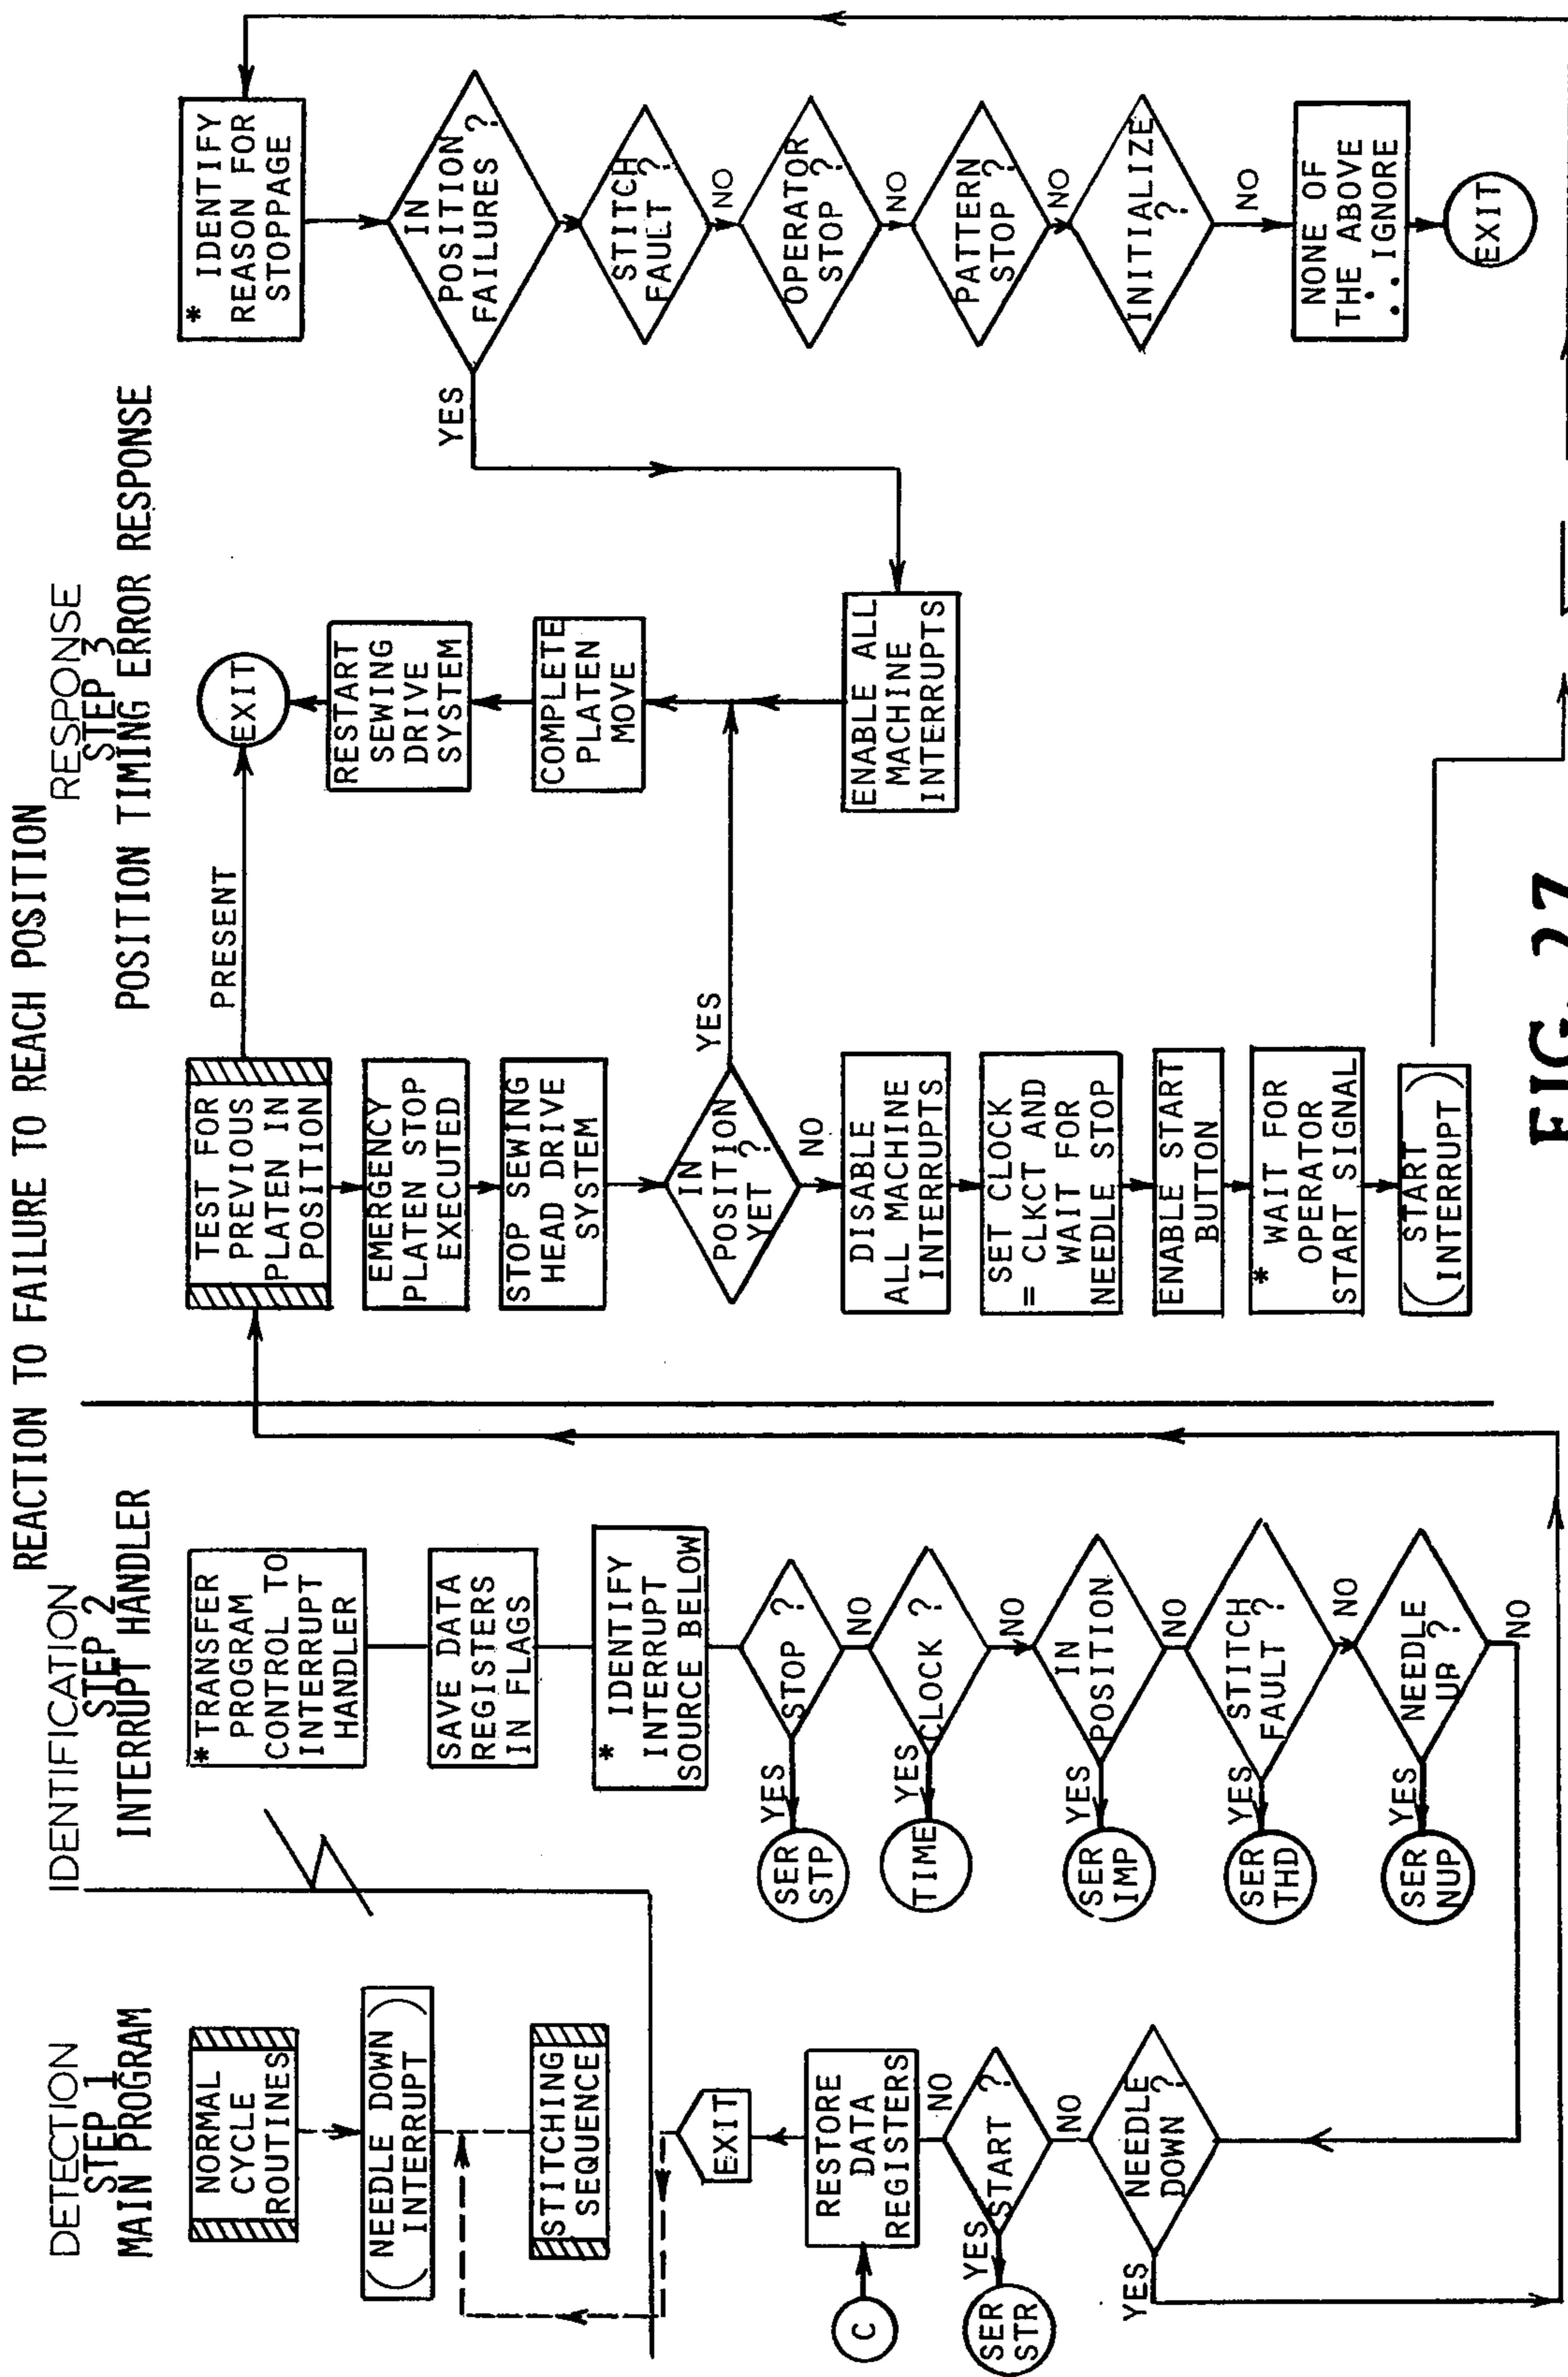 REACTION TO FAILURE TO REACH POSITION
DETECTION
STEP 1
MAIN PROGRAM
NORMAL
CYCLE
ROUTINES
(NEEDLE DOWN
INTERRUPT)
STITCHING
SEQUENCE
EXIT
RESTORE
DATA
REGISTERS
C
NO
START ?
YES
SER
STR
NO
NEEDLE
DOWN ?
YES
IDENTIFICATION
STEP 2
INTERRUPT HANDLER
* TRANSFER
PROGRAM
CONTROL TO
INTERRUPT
HANDLER
SAVE DATA
REGISTERS
IN FLAGS
* IDENTIFY
INTERRUPT
SOURCE BELOW
STOP ?
YES
SER
STP
NO
CLOCK ?
YES
TIME
NO
IN
POSITION
YES
SER
IMP
NO
STITCH
FAULT ?
YES
SER
THD
NO
NEEDLE
UP ?
YES
SER
NUP
NO
RESPONSE
STEP 3
POSITION TIMING ERROR RESPONSE
TEST FOR
PREVIOUS
PLATEN IN
POSITION
PRESENT
EXIT
EMERGENCY
PLATEN STOP
EXECUTED
STOP SEWING
HEAD DRIVE
SYSTEM
IN
POSITION
YET ?
YES
NO
DISABLE
ALL MACHINE
INTERRUPTS
SET CLOCK
= CLKCT AND
WAIT FOR
NEEDLE STOP
ENABLE START
BUTTON
* WAIT FOR
OPERATOR
START SIGNAL
(START
INTERRUPT)
RESTART
SEWING
DRIVE
SYSTEM
COMPLETE
PLATEN
MOVE
ENABLE ALL
MACHINE
INTERRUPTS
* IDENTIFY
REASON FOR
STOPPAGE
IN
POSITION
FAILURES ?
YES
STITCH
FAULT ?
NO
OPERATOR
STOP ?
NO
PATTERN
STOP ?
NO
INITIALIZE
?
NO
NONE OF
THE ABOVE
∴ IGNORE
EXIT
FIG. 27